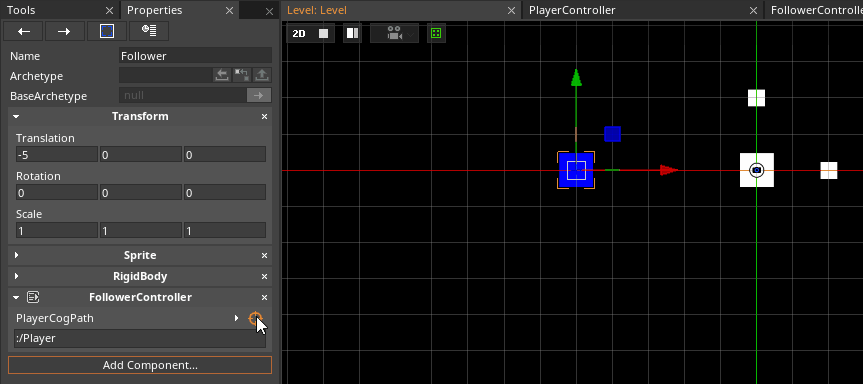 Tools
Properties
Level: Level
PlayerController
FollowerControlle
2D
Name
Follower
Archetype
BaseArchetype
null
Transform
Translation
-5
0
0
Rotation
0
0
0
Scale
1
1
1
Sprite
RigidBody
FollowerController
PlayerCogPath
:/Player
Add Component...